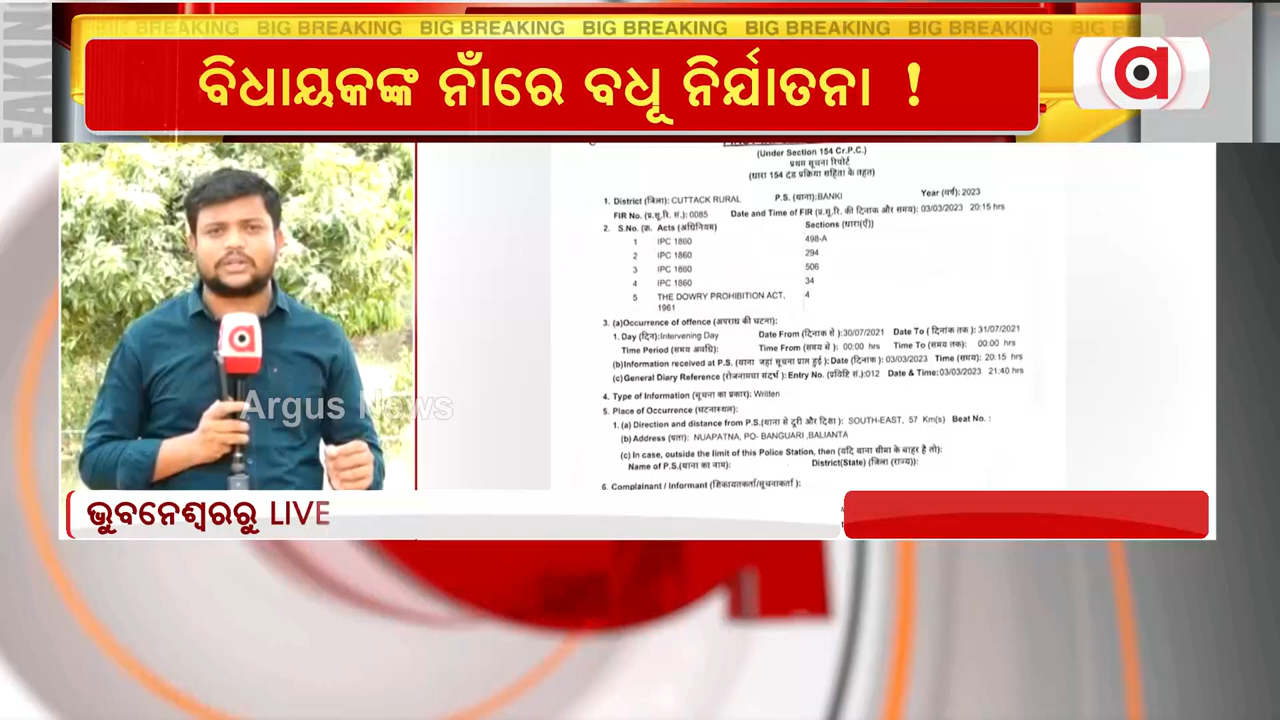 BREAKING BIG BREAKING BIG BREAKING BIG BREAKING BIG BREAKING BIG BREAKING BIG
ବିଧାୟକଙ୍କ ନାଁରେ ବଧୂ ନିର୍ଯାତନା !
a
(Under Section 154 Cr.P.C.)
प्रथम सूचना रिपोर्ट
(धारा 154 दंड प्रक्रिया संहिता के तहत)
1. District (जिला): CUTTACK RURAL P.S. (थाना):BANKI Year (वर्ष): 2023
FIR No. (प्र.सू.रि. सं.): 0085 Date and Time of FIR (प्र.सू.रि. की दिनांक और समय): 03/03/2023 20:15 hrs
2. S.No. (क्र. Acts (अधिनियम) Sections (धारा(एँ))
1 IPC 1860 498-A
2 IPC 1860 294
3 IPC 1860 506
4 IPC 1860 34
5 THE DOWRY PROHIBITION ACT, 4
1961
3. (a)Occurrence of offence (अपराध की घटना):
1. Day (दिन):Intervening Day Date From (दिनांक से ):30/07/2021 Date To ( दिनांक तक ): 31/07/2021
Time Period (समय अवधि): Time From (समय से ): 00:00 hrs Time To (समय तक): 00:00 hrs
(b)Information received at P.S. (थाना जहां सूचना प्राप्त हुई ): Date (दिनांक ): 03/03/2023 Time (समय): 20:15 hrs
(c)General Diary Reference (रोजनामचा संदर्भ ): Entry No. (प्रविष्टि सं.):012 Date & Time:03/03/2023 21:40 hrs
4. Type of Information (सूचना का प्रकार): Written
5. Place of Occurrence (घटनास्थल):
1. (a) Direction and distance from P.S.(थाना से दूरी और दिशा ): SOUTH-EAST, 57 Km(s) Beat No. :
(b) Address (पता): NUAPATNA, PO- BANGUARI ,BALIANTA
(c) In case, outside the limit of this Police Station, then (यदि थाना सीमा के बाहर है तो):
Name of P.S.(थाना का नाम): District(State) (जिला (राज्य)):
6. Complainant / Informant (शिकायतकर्ता/सूचनाकर्ता ):
Argus News
ଭୁବନେଶ୍ୱରରୁ LIVE